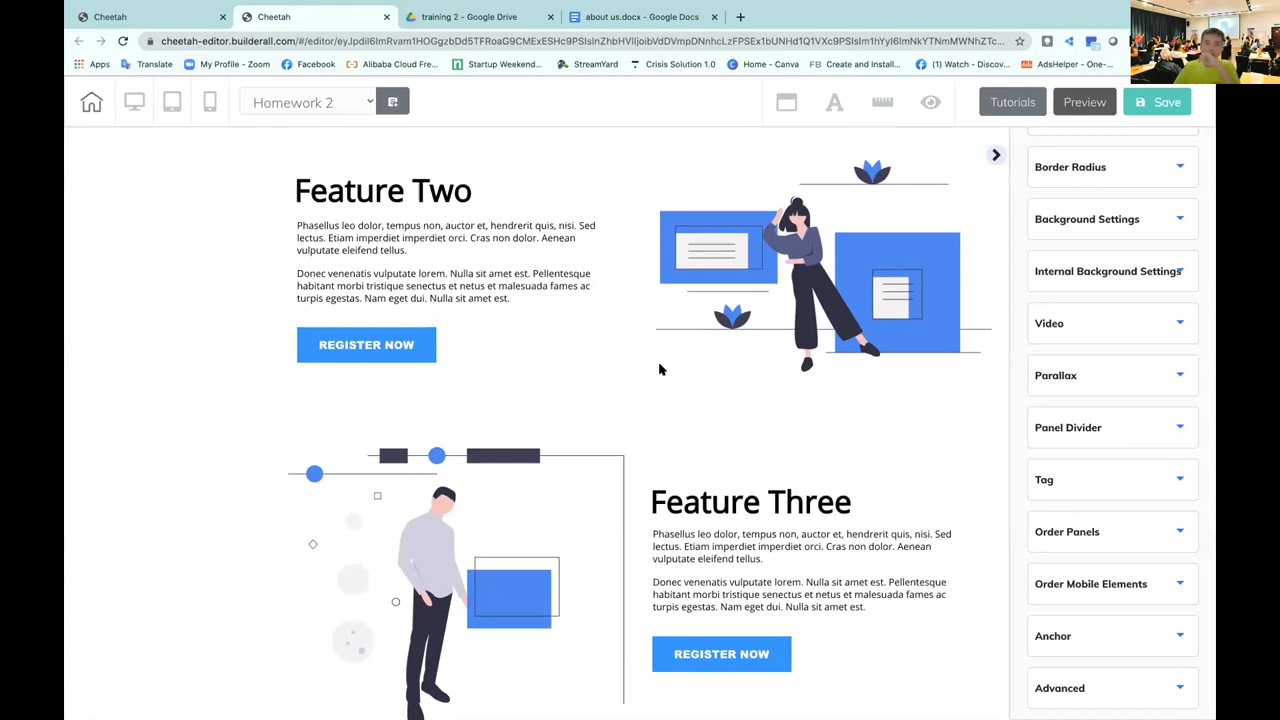 Cheetah
Cheetah
training 2 - Google Drive
about us.docx - Google Docs
cheetah-editor.builderall.com/#/editor/
Apps
Translate
My Profile - Zoom
Facebook
Alibaba Cloud Fre...
Startup Weekend...
StreamYard
Crisis Solution 1.0
Home - Canva
FB Create and Install...
(1) Watch - Discov...
AdsHelper - One-...
Homework 2
Tutorials
Preview
Save
Feature Two
Phasellus leo dolor, tempus non, auctor et, hendrerit quis, nisi. Sed
lectus. Etiam imperdiet imperdiet orci. Cras non dolor. Aenean
vulputate eleifend tellus.
Donec venenatis vulputate lorem. Nulla sit amet est. Pellentesque
habitant morbi tristique senectus et netus et malesuada fames ac
turpis egestas. Nam eget dui. Nulla sit amet est.
REGISTER NOW
Feature Three
Phasellus leo dolor, tempus non, auctor et, hendrerit quis, nisi. Sed
lectus. Etiam imperdiet imperdiet orci. Cras non dolor. Aenean
vulputate eleifend tellus.
Donec venenatis vulputate lorem. Nulla sit amet est. Pellentesque
habitant morbi tristique senectus et netus et malesuada fames ac
turpis egestas. Nam eget dui. Nulla sit amet est.
REGISTER NOW
Border Radius
Background Settings
Internal Background Settings
Video
Parallax
Panel Divider
Tag
Order Panels
Order Mobile Elements
Anchor
Advanced